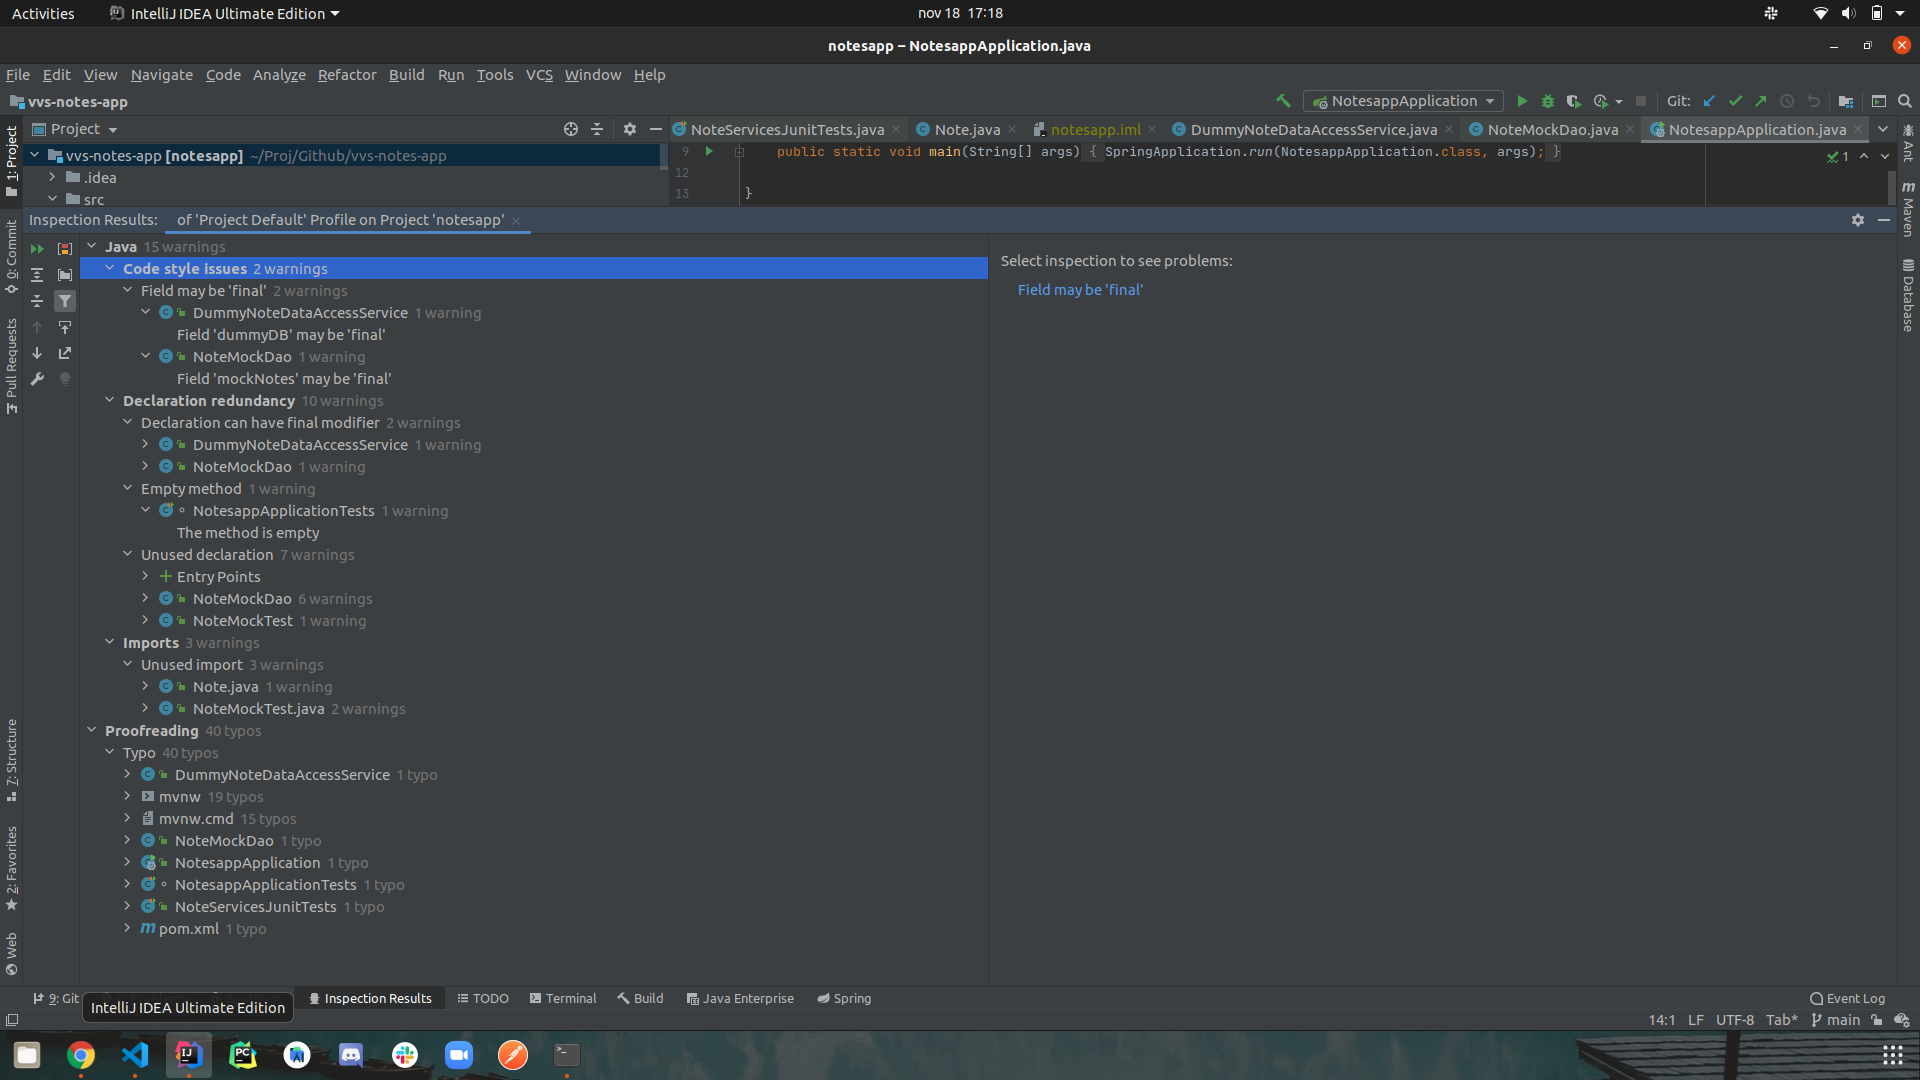 Activities IntelliJ IDEA Ultimate Edition nov 18 17:18
notesapp – NotesappApplication.java
File Edit View Navigate Code Analyze Refactor Build Run Tools VCS Window Help
vvs-notes-app NotesappApplication Git:
Project NoteServicesJunitTests.java Note.java notesapp.iml DummyNoteDataAccessService.java NoteMockDao.java NotesappApplication.java
vvs-notes-app [notesapp] ~/Proj/Github/vvs-notes-app
.idea
src
9 public static void main(String[] args) { SpringApplication.run(NotesappApplication.class, args); }
12
13 }
1
Inspection Results: of 'Project Default' Profile on Project 'notesapp'
Java 15 warnings
Code style issues 2 warnings
Field may be 'final' 2 warnings
DummyNoteDataAccessService 1 warning
Field 'dummyDB' may be 'final'
NoteMockDao 1 warning
Field 'mockNotes' may be 'final'
Declaration redundancy 10 warnings
Declaration can have final modifier 2 warnings
DummyNoteDataAccessService 1 warning
NoteMockDao 1 warning
Empty method 1 warning
NotesappApplicationTests 1 warning
The method is empty
Unused declaration 7 warnings
Entry Points
NoteMockDao 6 warnings
NoteMockTest 1 warning
Imports 3 warnings
Unused import 3 warnings
Note.java 1 warning
NoteMockTest.java 2 warnings
Proofreading 40 typos
Typo 40 typos
DummyNoteDataAccessService 1 typo
mvnw 19 typos
mvnw.cmd 15 typos
NoteMockDao 1 typo
NotesappApplication 1 typo
NotesappApplicationTests 1 typo
NoteServicesJunitTests 1 typo
pom.xml 1 typo
Select inspection to see problems:
Field may be 'final'
1: Project
0: Commit
Pull Requests
7: Structure
2: Favorites
Web
Ant
Maven
Database
9: Git Inspection Results TODO Terminal Build Java Enterprise Spring Event Log
IntelliJ IDEA Ultimate Edition
14:1 LF UTF-8 Tab* main